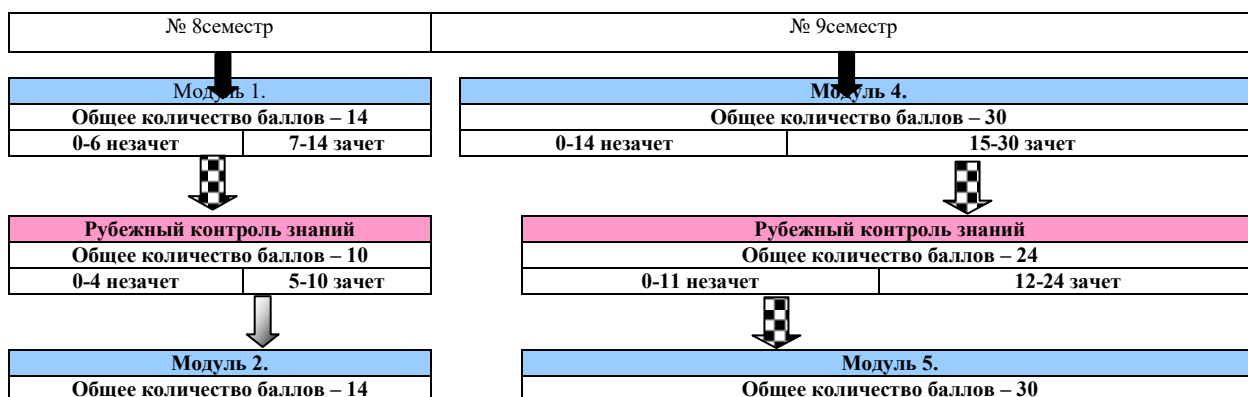 № 8семестр
№ 9семестр
Модуль 1.
Модуль 4.
Общее количество баллов – 14
Общее количество баллов – 30
0-6 незачет
7-14 зачет
0-14 незачет
15-30 зачет
Рубежный контроль знаний
Рубежный контроль знаний
Общее количество баллов – 10
Общее количество баллов – 24
0-4 незачет
5-10 зачет
0-11 незачет
12-24 зачет
Модуль 2.
Модуль 5.
Общее количество баллов – 14
Общее количество баллов – 30